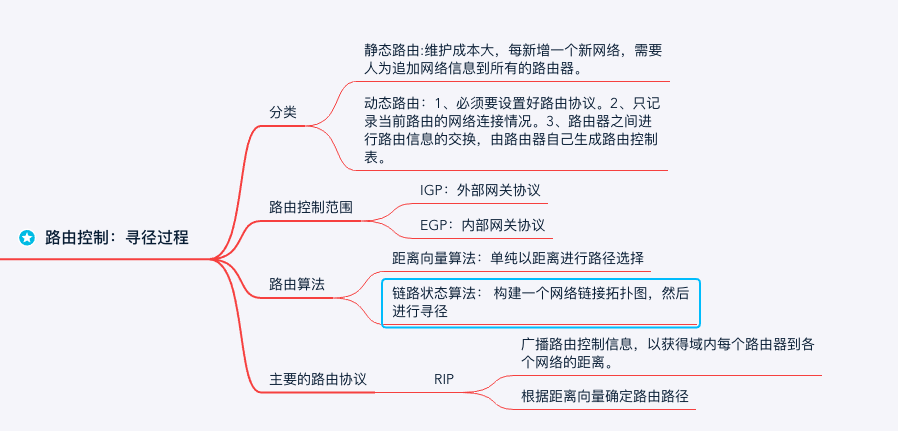 路由控制：寻径过程
分类
静态路由:维护成本大，每新增一个新网络，需要
人为追加网络信息到所有的路由器。
动态路由：1、必须要设置好路由协议。2、只记
录当前路由的网络连接情况。3、路由器之间进
行路由信息的交换，由路由器自己生成路由控制
表。
路由控制范围
IGP：外部网关协议
EGP：内部网关协议
路由算法
距离向量算法：单纯以距离进行路径选择
链路状态算法： 构建一个网络链接拓扑图，然后
进行寻径
主要的路由协议
RIP
广播路由控制信息，以获得域内每个路由器到各
个网络的距离。
根据距离向量确定路由路径